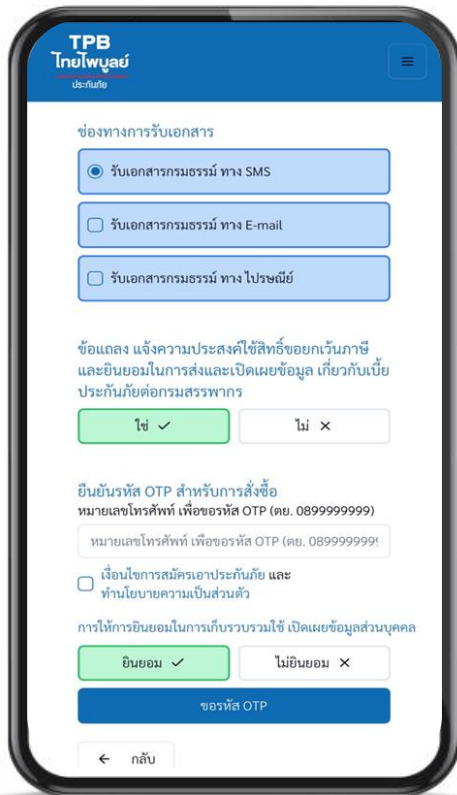 TPB
ไทยไพบูลย์
ประกันภัย
ช่องทางการรับเอกสาร
รับเอกสารกรมธรรม์ ทาง SMS
รับเอกสารกรมธรรม์ ทาง E-mail
รับเอกสารกรมธรรม์ ทาง ไปรษณีย์
ข้อแถลง แจ้งความประสงค์ใช้สิทธิ์ขอยกเว้นภาษี
และยินยอมในการส่งและเปิดเผยข้อมูล เกี่ยวกับเบี้ย
ประกันภัยต่อกรมสรรพากร
ใช่ ✓
ไม่ ✕
ยืนยันรหัส OTP สำหรับการสั่งซื้อ
หมายเลขโทรศัพท์ เพื่อขอรหัส OTP (ตย. 0899999999)
หมายเลขโทรศัพท์ เพื่อขอรหัส OTP (ตย. 0899999999
เงื่อนไขการสมัครเอาประกันภัย และ
ทำนโยบายความเป็นส่วนตัว
การให้การยินยอมในการเก็บรวบรวมใช้ เปิดเผยข้อมูลส่วนบุคคล
ยินยอม ✓
ไม่ยินยอม ✕
ขอรหัส OTP
← กลับ